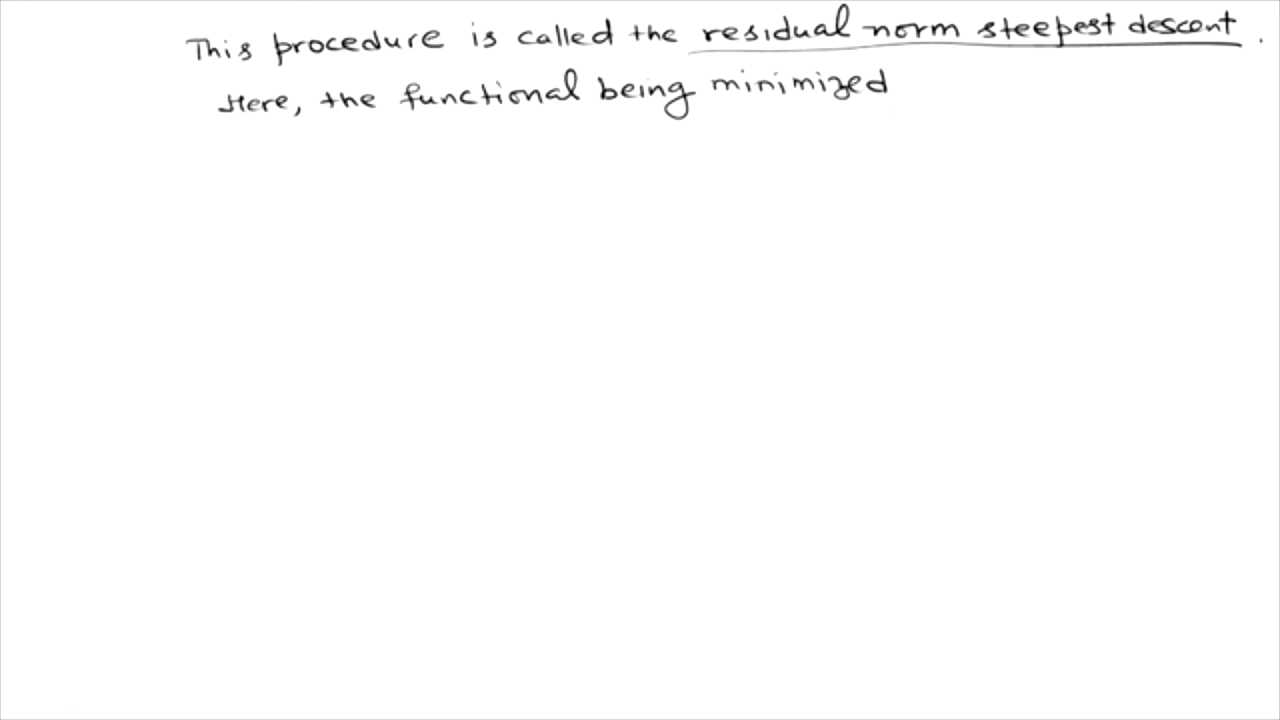 This procedure is called the residual norm steepest descent.
Here, the functional being minimized